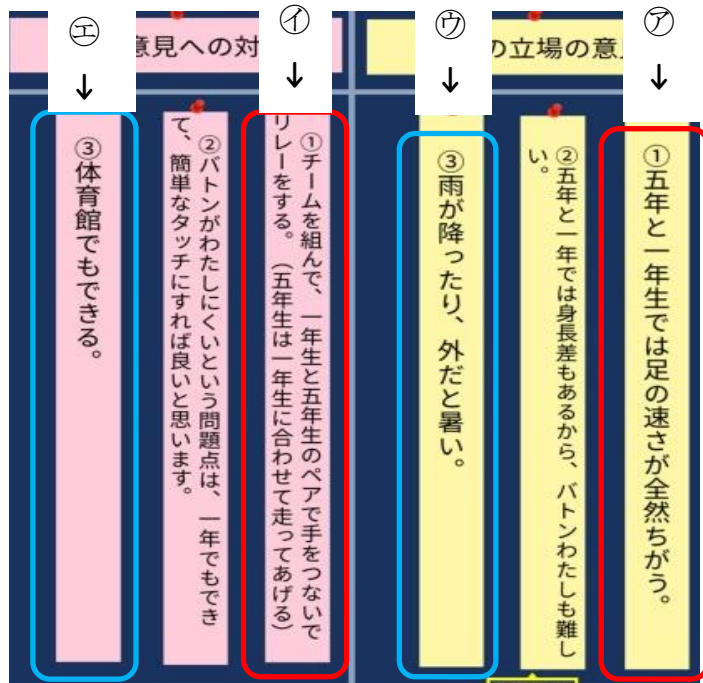 ㋐
↓
㋑
↓
㋒
↓
㋓
↓
の立場の意
①五年と一年生では足の速さが全然ちがう。
②五年と一年では身長差もあるから、バトンわたしも難し
い。
③雨が降ったり、外だと暑い。
意見への対
①チームを組んで、一年生と五年生のペアで手をつないで
リレーをする。（五年生は一年生に合わせて走ってあげる）
②バトンがわたしにくいという問題点は、一年でもでき
て、簡単なタッチにすれば良いと思います。
③体育館でもできる。